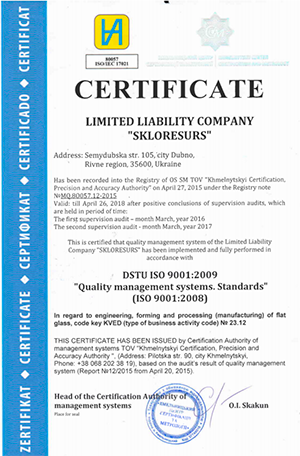 80057
ISO/IEC 17021
CERTIFICATE
LIMITED LIABILITY COMPANY
"SKLORESURS"
Address: Semydubska str. 105, city Dubno,
Rivne region, 35600, Ukraine
Has been recorded into the Registry of OS SM TOV "Khmelnytskyi Certification,
Precision and Accuracy Authority" on April 27, 2015 under the Registry note
№MQ.80057.12-2015
Valid: till April 26, 2018 after positive conclusions of supervision audits, which
are held in period of time:
The first supervision audit – month March, year 2016
The second supervision audit - month March, year 2017
This is certified that quality management system of the Limited Liability
Company "SKLORESURS" has been implemented and fully performed in
accordance with
DSTU ISO 9001:2009
"Quality management systems. Standards"
(ISO 9001:2008)
In regard to engineering, forming and processing (manufacturing) of flat
glass, code key KVED (type of business activity code) № 23.12
THIS CERTIFICATE HAS BEEN ISSUED by Certification Authority of
management systems TOV "Khmelnytskyi Certification, Precision and
Accuracy Authority ", (Address: Pilotska str. 90, city Khmelnytskyi,
Phone: +38 068 202 38 19), based on the audit's result of quality management
system (Report №12/2015 from April 20, 2015).
Head of the Certification Authority of
management systems
O.I. Skakun
Place for seal
ZERTIFIKAT ◆ CERTIFICATE ◆ СЕРТИФИКАТ ◆ CERTIFICADO ◆ CERTIFICAT